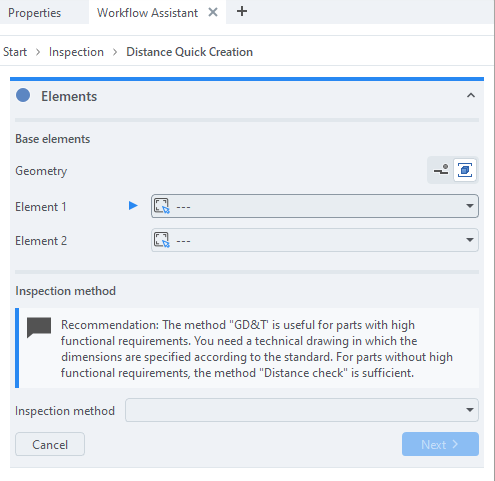 Properties
Workflow Assistant
Start > Inspection > Distance Quick Creation
Elements
Base elements
Geometry
Element 1
---
Element 2
---
Inspection method
Recommendation: The method "GD&T' is useful for parts with high
functional requirements. You need a technical drawing in which the
dimensions are specified according to the standard. For parts without high
functional requirements, the method "Distance check" is sufficient.
Inspection method
Cancel
Next >